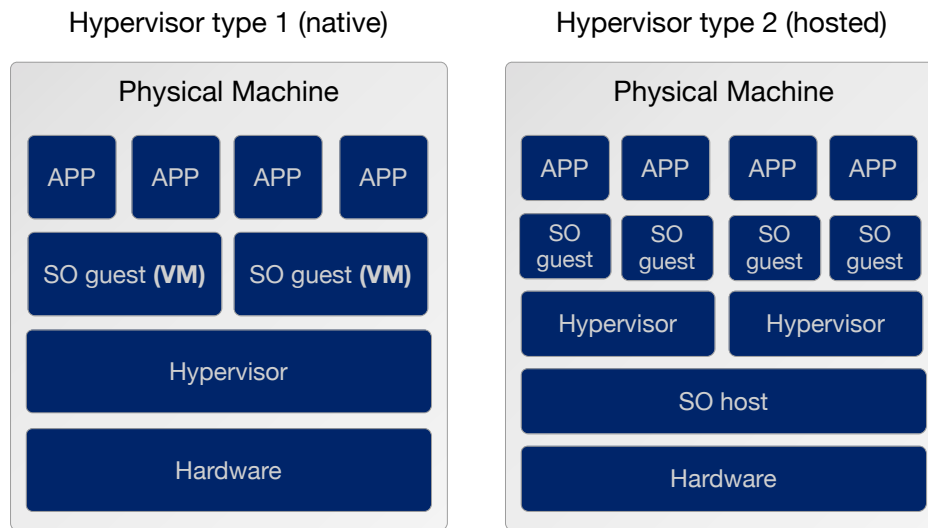 Hypervisor type 1 (native)
Physical Machine
APP APP APP APP
SO guest (VM) SO guest (VM)
Hypervisor
Hardware
Hypervisor type 2 (hosted)
Physical Machine
APP APP APP APP
SO
guest
SO
guest
SO
guest
SO
guest
Hypervisor Hypervisor
SO host
Hardware